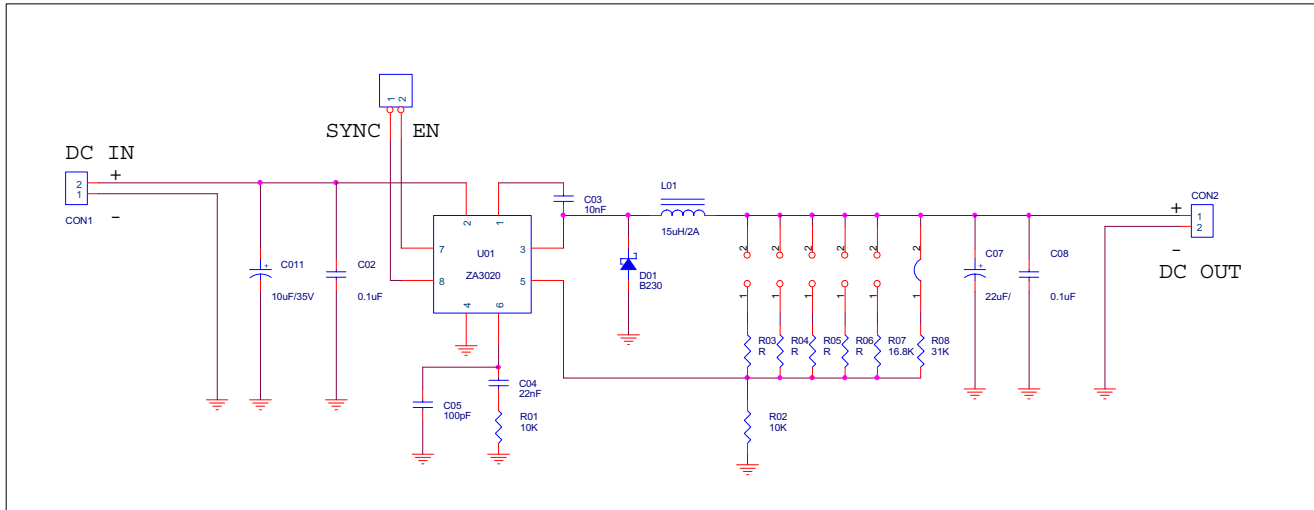 1 2
SYNC EN
DC IN
2
1
+
-
CON1
C011
10uF/35V
C02
0.1uF
2 1
7 3
U01
ZA3020
8 5
4 6
C03
10nF
L01
15uH/2A
D01
B230
C04
22nF
C05
100pF
R01
10K
2 2 2 2 2 2
1 1 1 1 1 1
R03
R
R04
R
R05
R
R06
R
R07
16.8K
R08
31K
R02
10K
+
C07
22uF/
C08
0.1uF
CON2
+
1
2
-
DC OUT